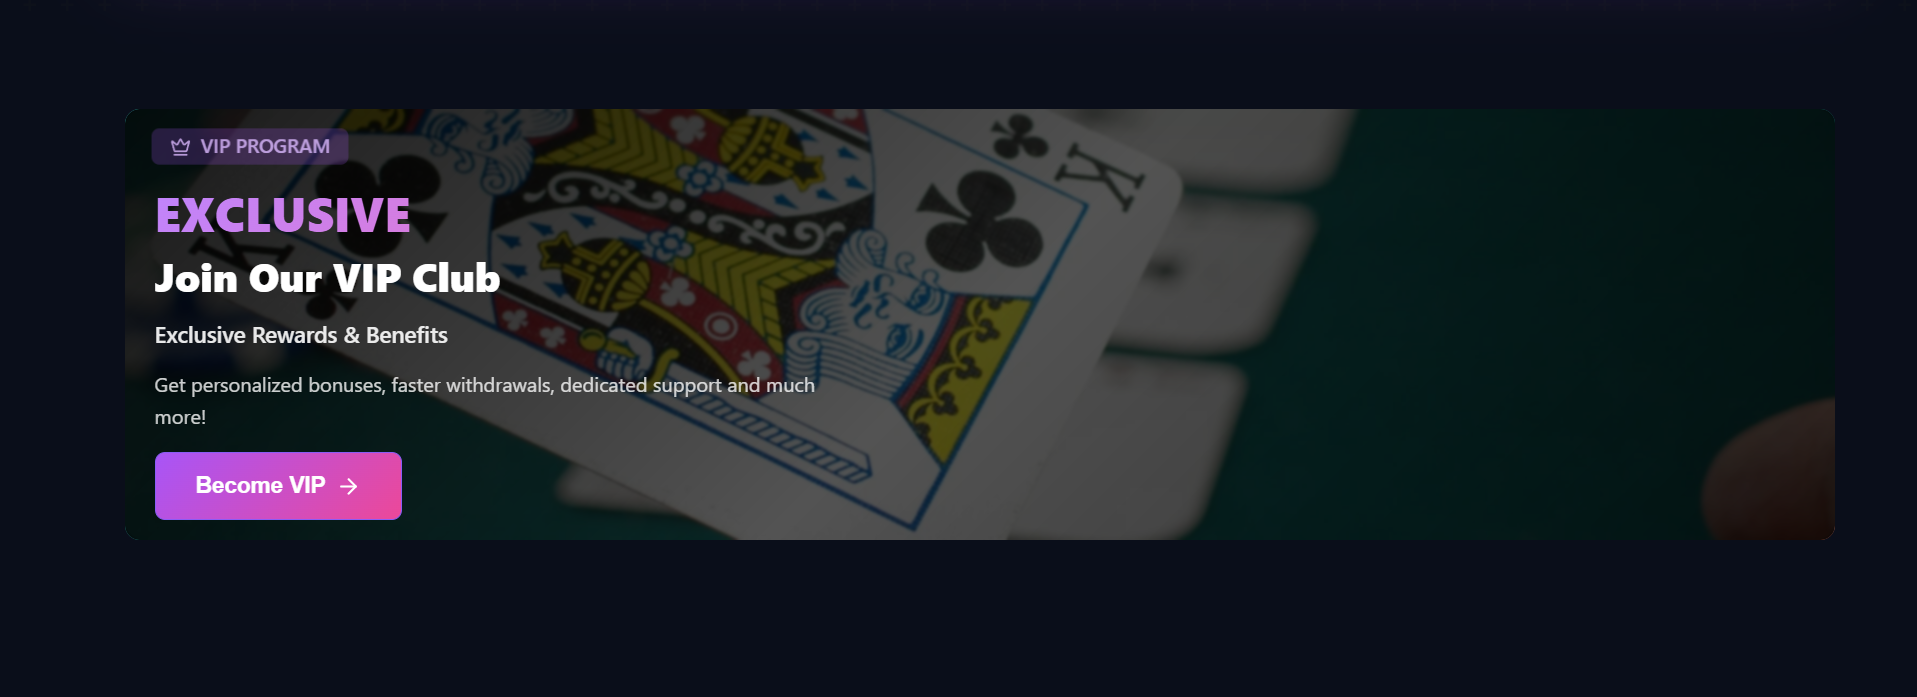 VIP PROGRAM
EXCLUSIVE
Join Our VIP Club
Exclusive Rewards & Benefits
Get personalized bonuses, faster withdrawals, dedicated support and much
more!
Become VIP
K
K